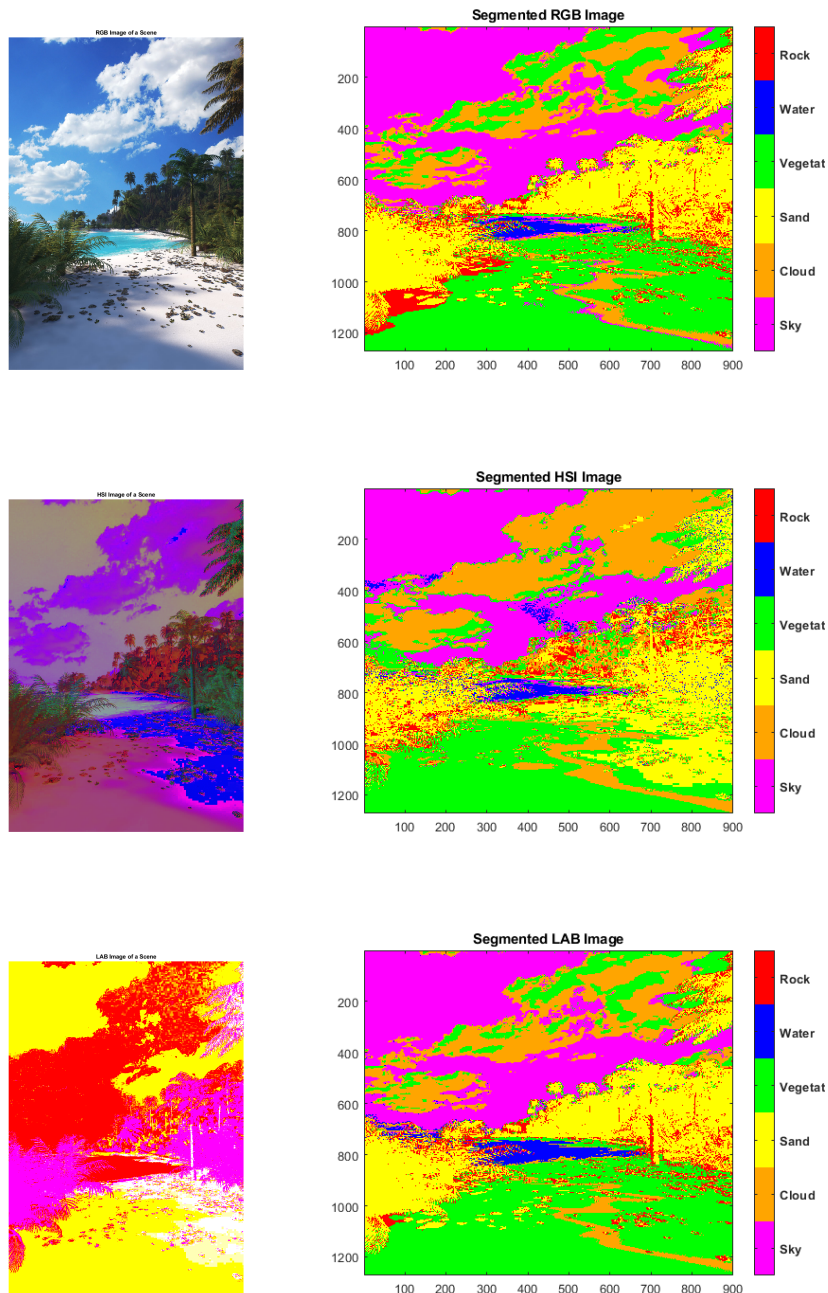 RGB Image of a Scene
Segmented RGB Image
200
400
600
800
1000
1200
100 200 300 400 500 600 700 800 900
Rock
Water
Vegetat
Sand
Cloud
Sky
HSI Image of a Scene
Segmented HSI Image
200
400
600
800
1000
1200
100 200 300 400 500 600 700 800 900
Rock
Water
Vegetat
Sand
Cloud
Sky
LAB Image of a Scene
Segmented LAB Image
200
400
600
800
1000
1200
100 200 300 400 500 600 700 800 900
Rock
Water
Vegetat
Sand
Cloud
Sky